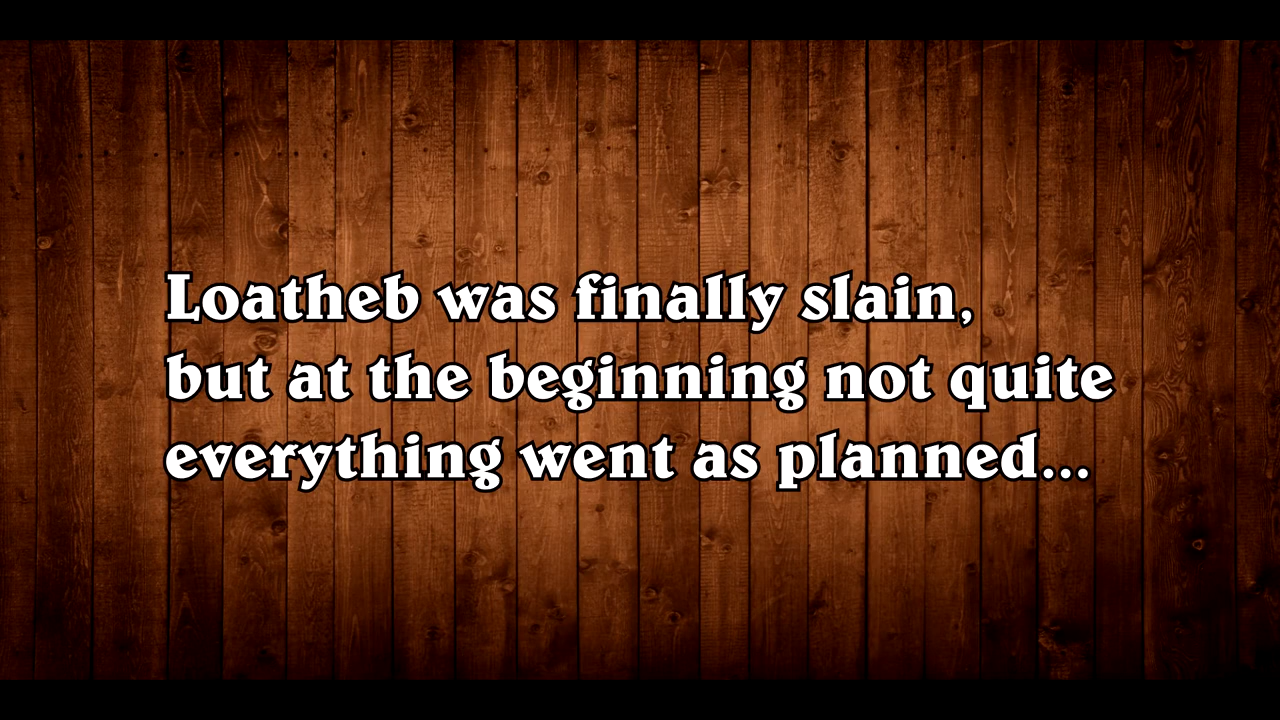 Loatheb was finally slain,
but at the beginning not quite
everything went as planned...